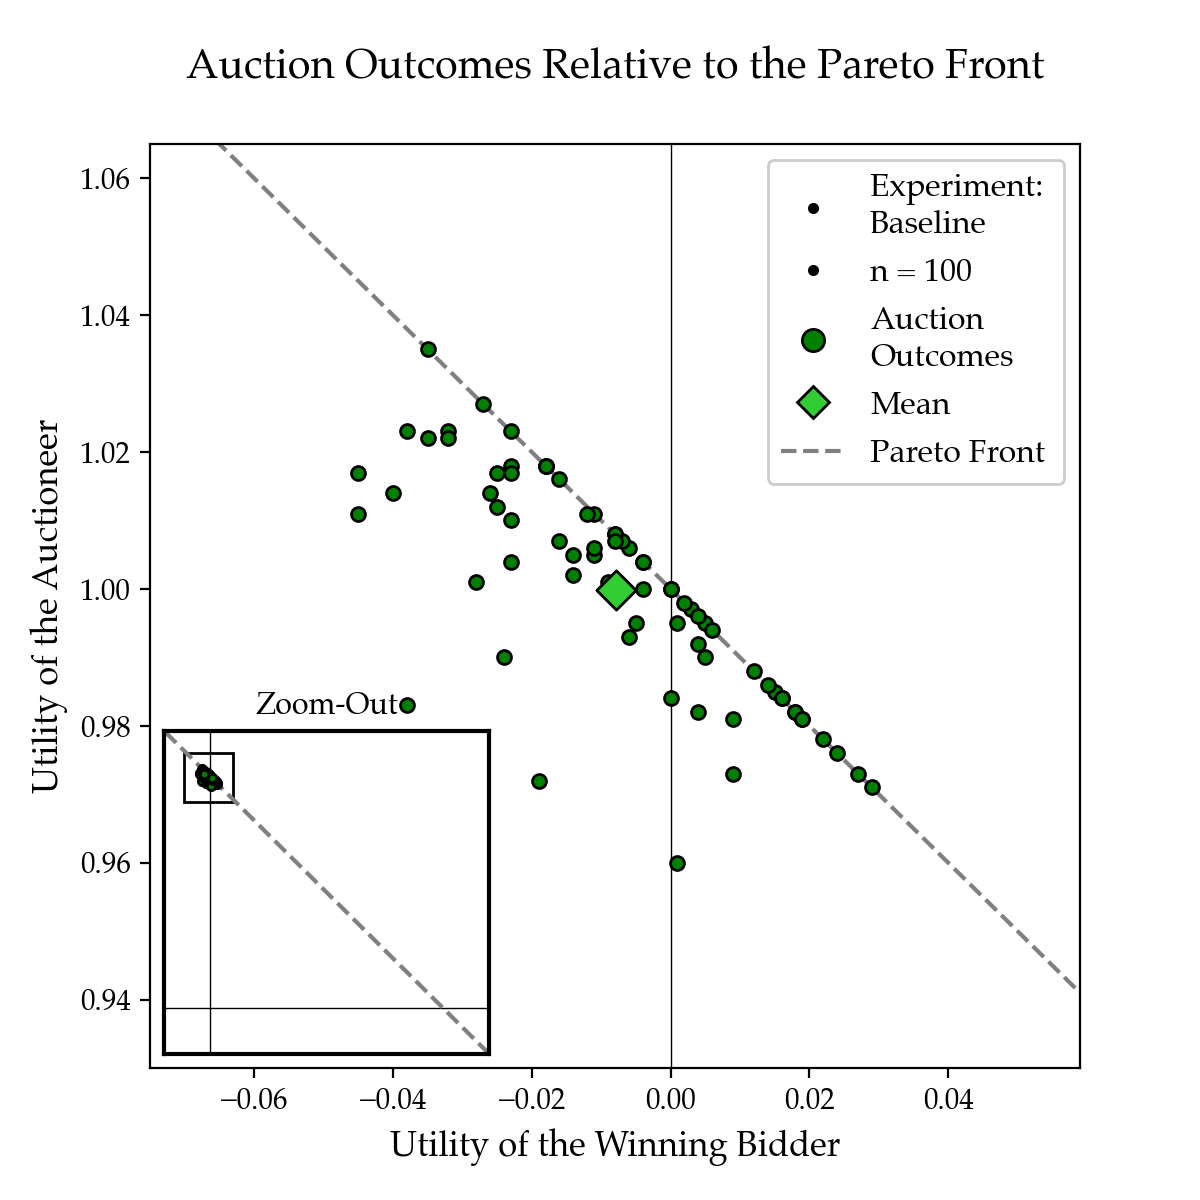 Auction Outcomes Relative to the Pareto Front
Experiment:
Baseline
n = 100
Auction
Outcomes
Mean
Pareto Front
Utility of the Auctioneer
1.06
1.04
1.02
1.00
0.98
0.96
0.94
Zoom-Out
−0.06
−0.04
−0.02
0.00
0.02
0.04
Utility of the Winning Bidder